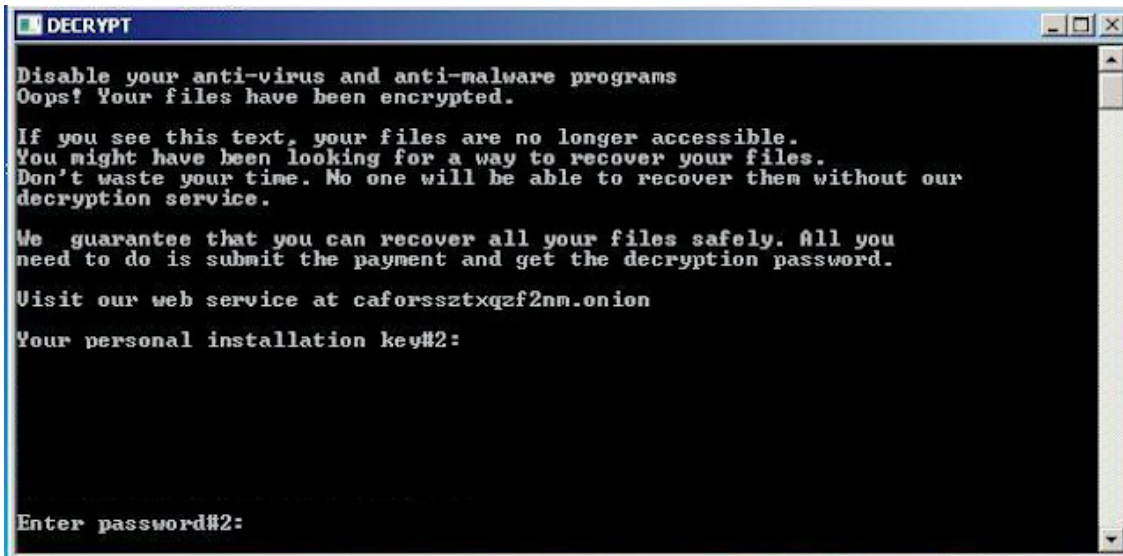 DECRYPT
Disable your anti-virus and anti-malware programs
Oops! Your files have been encrypted.
If you see this text, your files are no longer accessible.
You might have been looking for a way to recover your files.
Don't waste your time. No one will be able to recover them without our
decryption service.
We  guarantee that you can recover all your files safely. All you
need to do is submit the payment and get the decryption password.
Visit our web service at caforssztxqzf2nm.onion
Your personal installation key#2:
Enter password#2: